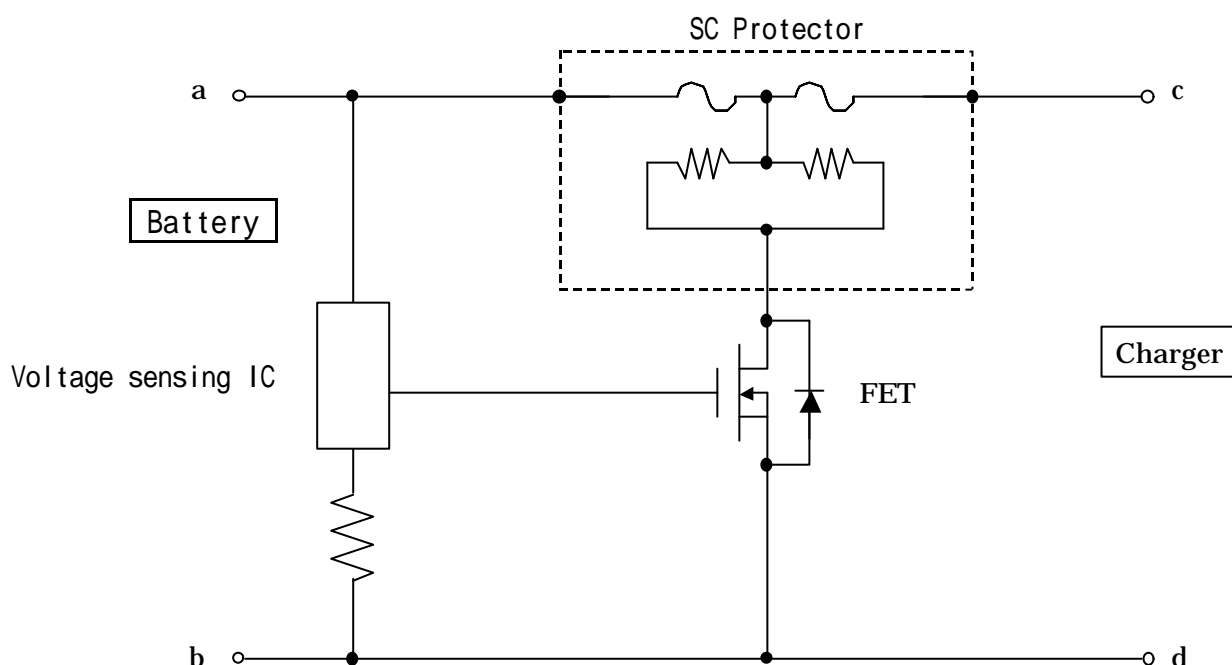 SC Protector
a
c
Battery
Charger
Voltage sensing IC
FET
b
d